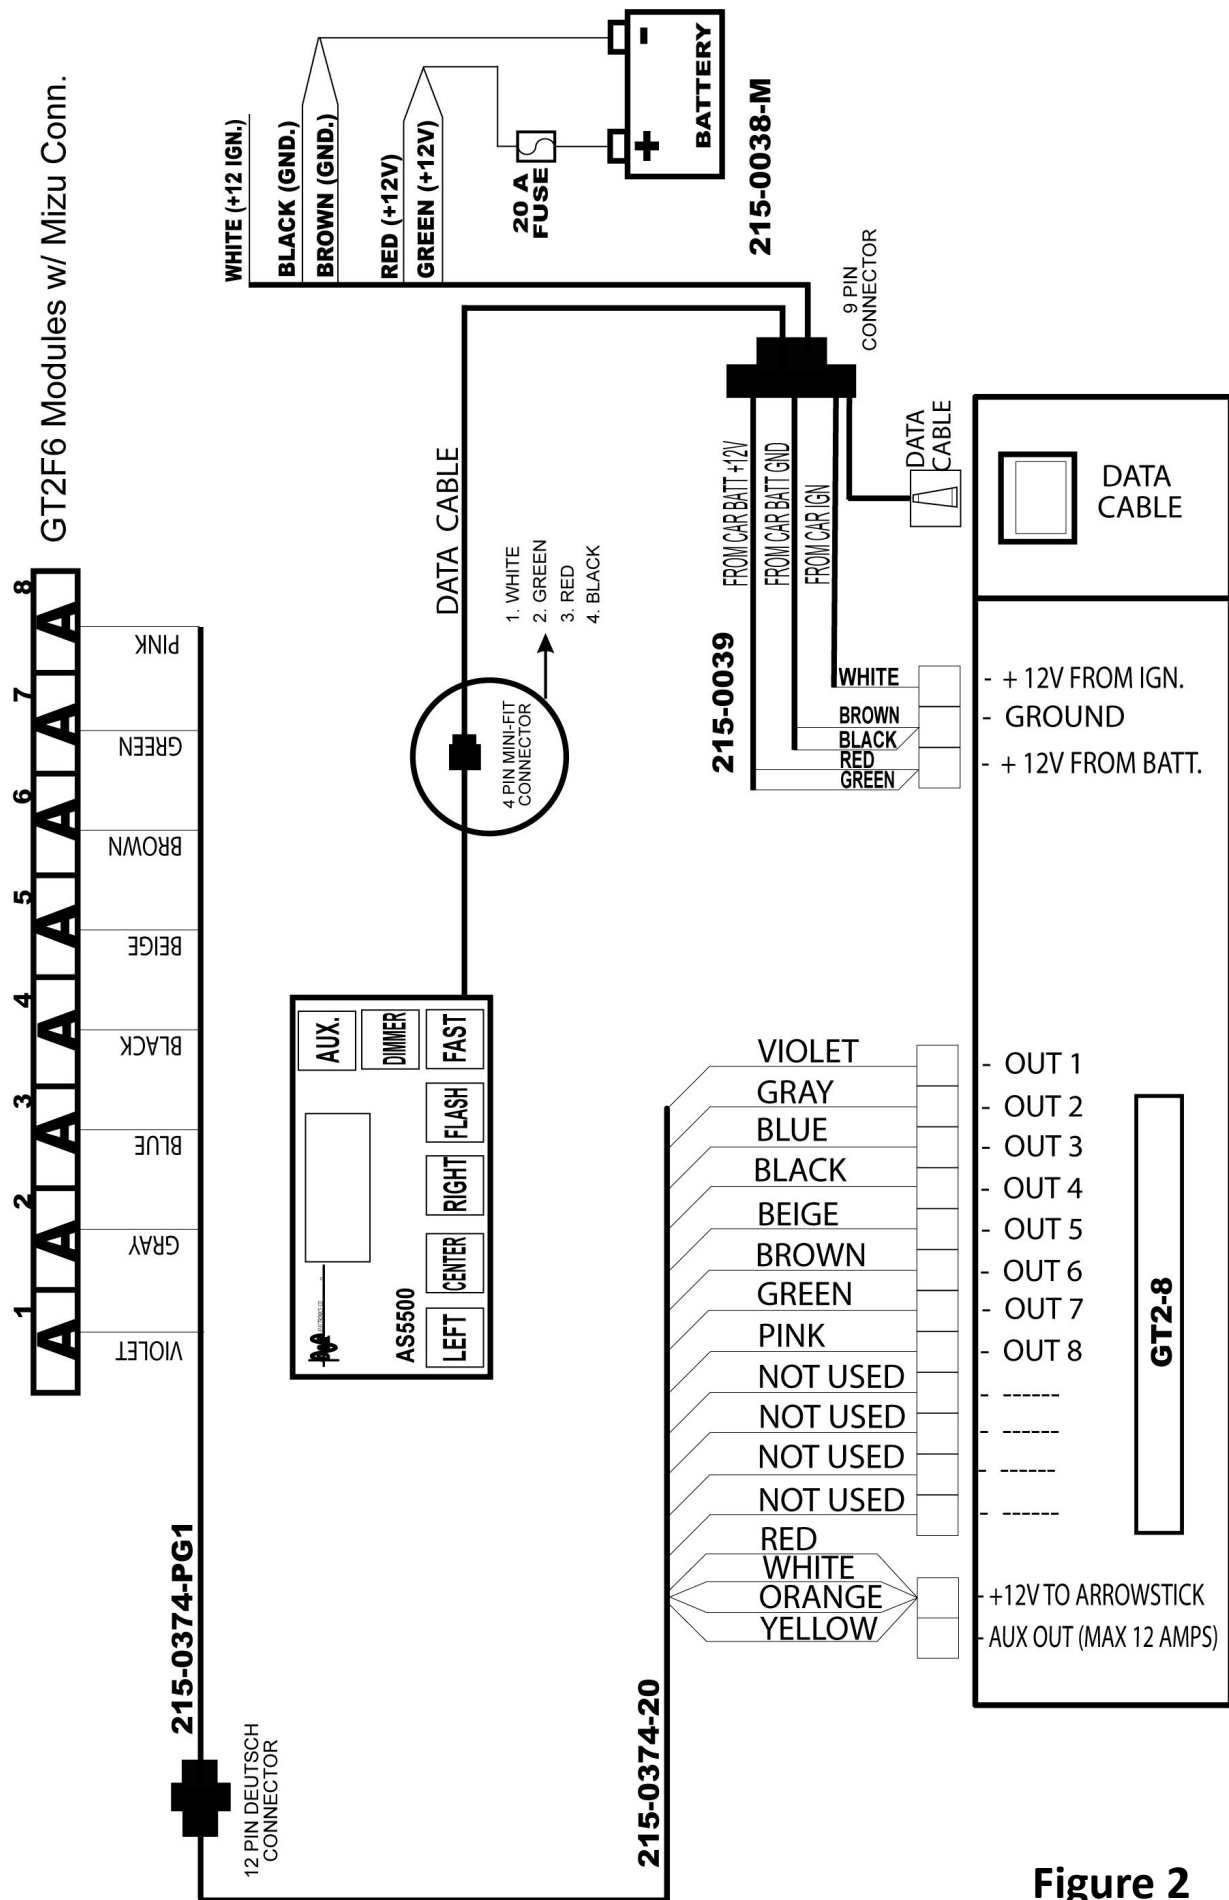 GT2F6 Modules w/ Mizu Conn.
1
2
3
4
5
6
7
8
A
A
A
A
A
A
A
A
VIOLET
GRAY
BLUE
BLACK
BEIGE
BROWN
GREEN
PINK
215-0374-PG1
12 PIN DEUTSCH
CONNECTOR
WHITE (+12 IGN.)
BLACK (GND.)
BROWN (GND.)
RED (+12V)
GREEN (+12V)
20 A
FUSE
-
+
BATTERY
215-0038-M
AUX.
DIMMER
FAST
FLASH
RIGHT
CENTER
LEFT
AS5500
DATA CABLE
4 PIN MINI-FIT
CONNECTOR
1. WHITE
2. GREEN
3. RED
4. BLACK
9 PIN
CONNECTOR
FROM CAR BATT +12V
FROM CAR BATT GND
FROM CAR IGN
DATA
CABLE
215-0039
WHITE
BROWN
BLACK
RED
GREEN
DATA
CABLE
- + 12V FROM IGN.
- GROUND
- + 12V FROM BATT.
215-0374-20
VIOLET
GRAY
BLUE
BLACK
BEIGE
BROWN
GREEN
PINK
NOT USED
NOT USED
NOT USED
NOT USED
RED
WHITE
ORANGE
YELLOW
- OUT 1
- OUT 2
- OUT 3
- OUT 4
- OUT 5
- OUT 6
- OUT 7
- OUT 8
- ------
- ------
- ------
- ------
- +12V TO ARROWSTICK
- AUX OUT (MAX 12 AMPS)
GT2-8
Figure 2